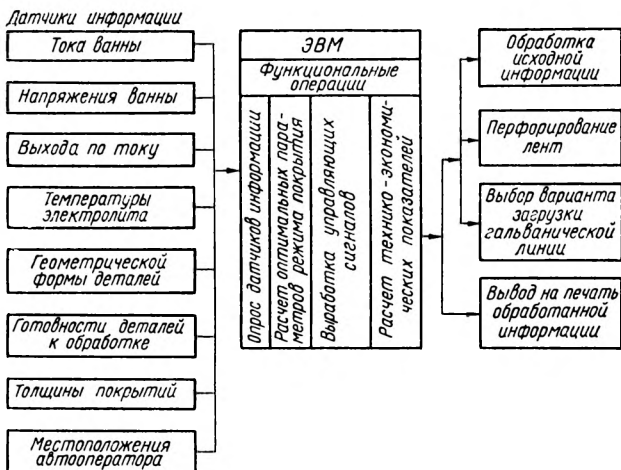 Датчики информации
Тока ванны
Напряжения ванны
Выхода по току
Температуры
электролита
Геометрической
формы деталей
Готовности деталей
к обработке
Толщины покрытий
Местоположения
автооператора
ЭВМ
Функциональные
операции
Опрос датчиков информации
Расчет оптимальных пара-
метров режима покрытия
Выработка управляющих
сигналов
Расчет технико-экономи-
ческих показателей
Обработка
исходной
информации
Перфорирование
лент
Выбор варианта
загрузки
гальванической
линии
Вывод на печать
обработанной
информации